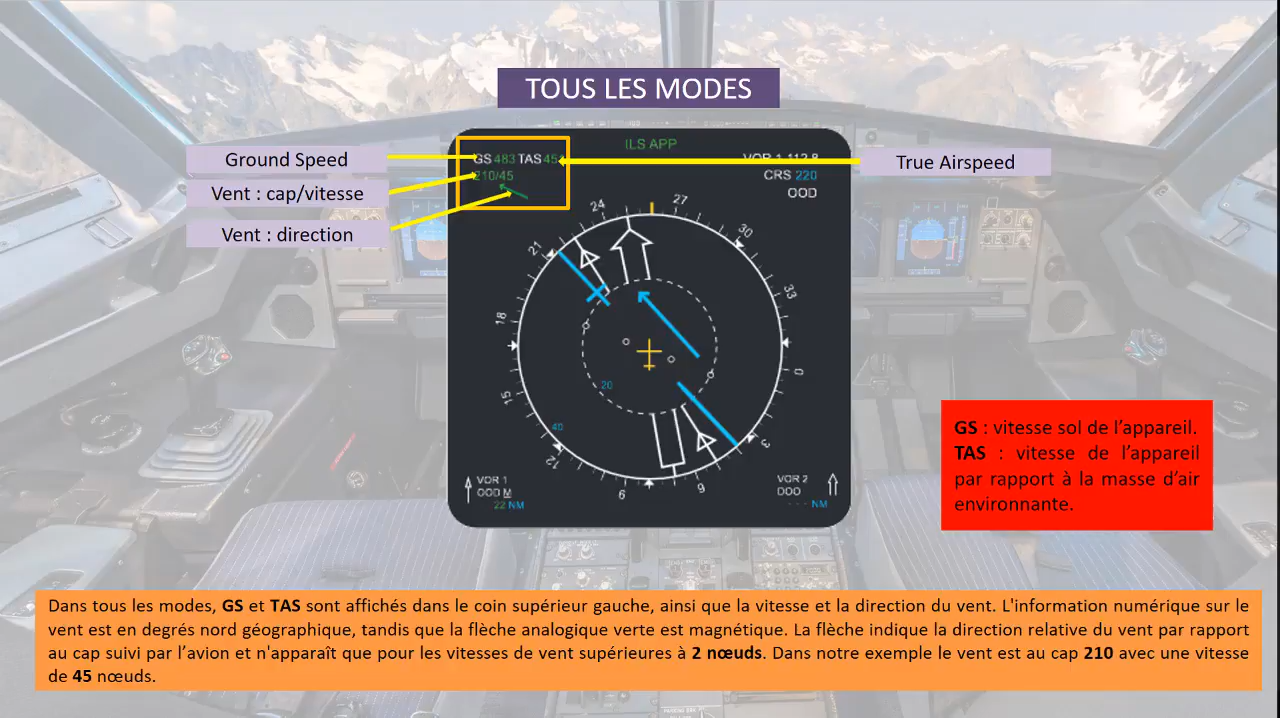 TOUS LES MODES
ILS APP
Ground Speed
GS 483 TAS
True Airspeed
Vent : cap/vitesse
210/45
CRS 220
OOD
Vent : direction
24
27
21
30
18
33
15
0
12
3
6
9
20
40
VOR 1
OOD M
22 NM
VOR 2
DOO
--- NM
GS : vitesse sol de l’appareil.
TAS : vitesse de l’appareil
par rapport à la masse d’air
environnante.
Dans tous les modes, GS et TAS sont affichés dans le coin supérieur gauche, ainsi que la vitesse et la direction du vent. L'information numérique sur le
vent est en degrés nord géographique, tandis que la flèche analogique verte est magnétique. La flèche indique la direction relative du vent par rapport
au cap suivi par l’avion et n'apparaît que pour les vitesses de vent supérieures à 2 nœuds. Dans notre exemple le vent est au cap 210 avec une vitesse
de 45 nœuds.